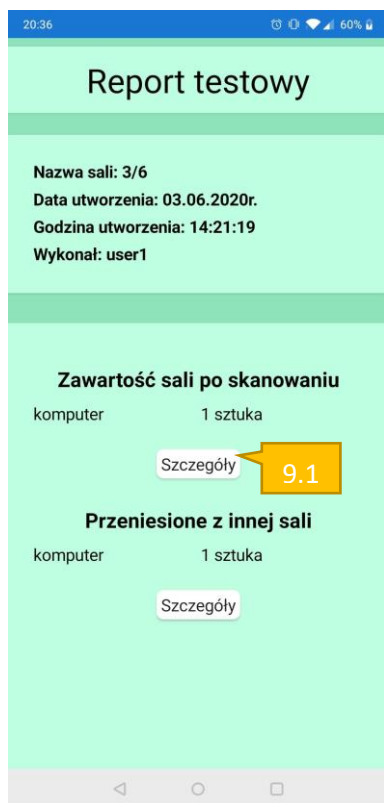 20:36 60%
Report testowy
Nazwa sali: 3/6
Data utworzenia: 03.06.2020r.
Godzina utworzenia: 14:21:19
Wykonał: user1
Zawartość sali po skanowaniu
komputer 1 sztuka
Szczegóły
9.1
Przeniesione z innej sali
komputer 1 sztuka
Szczegóły